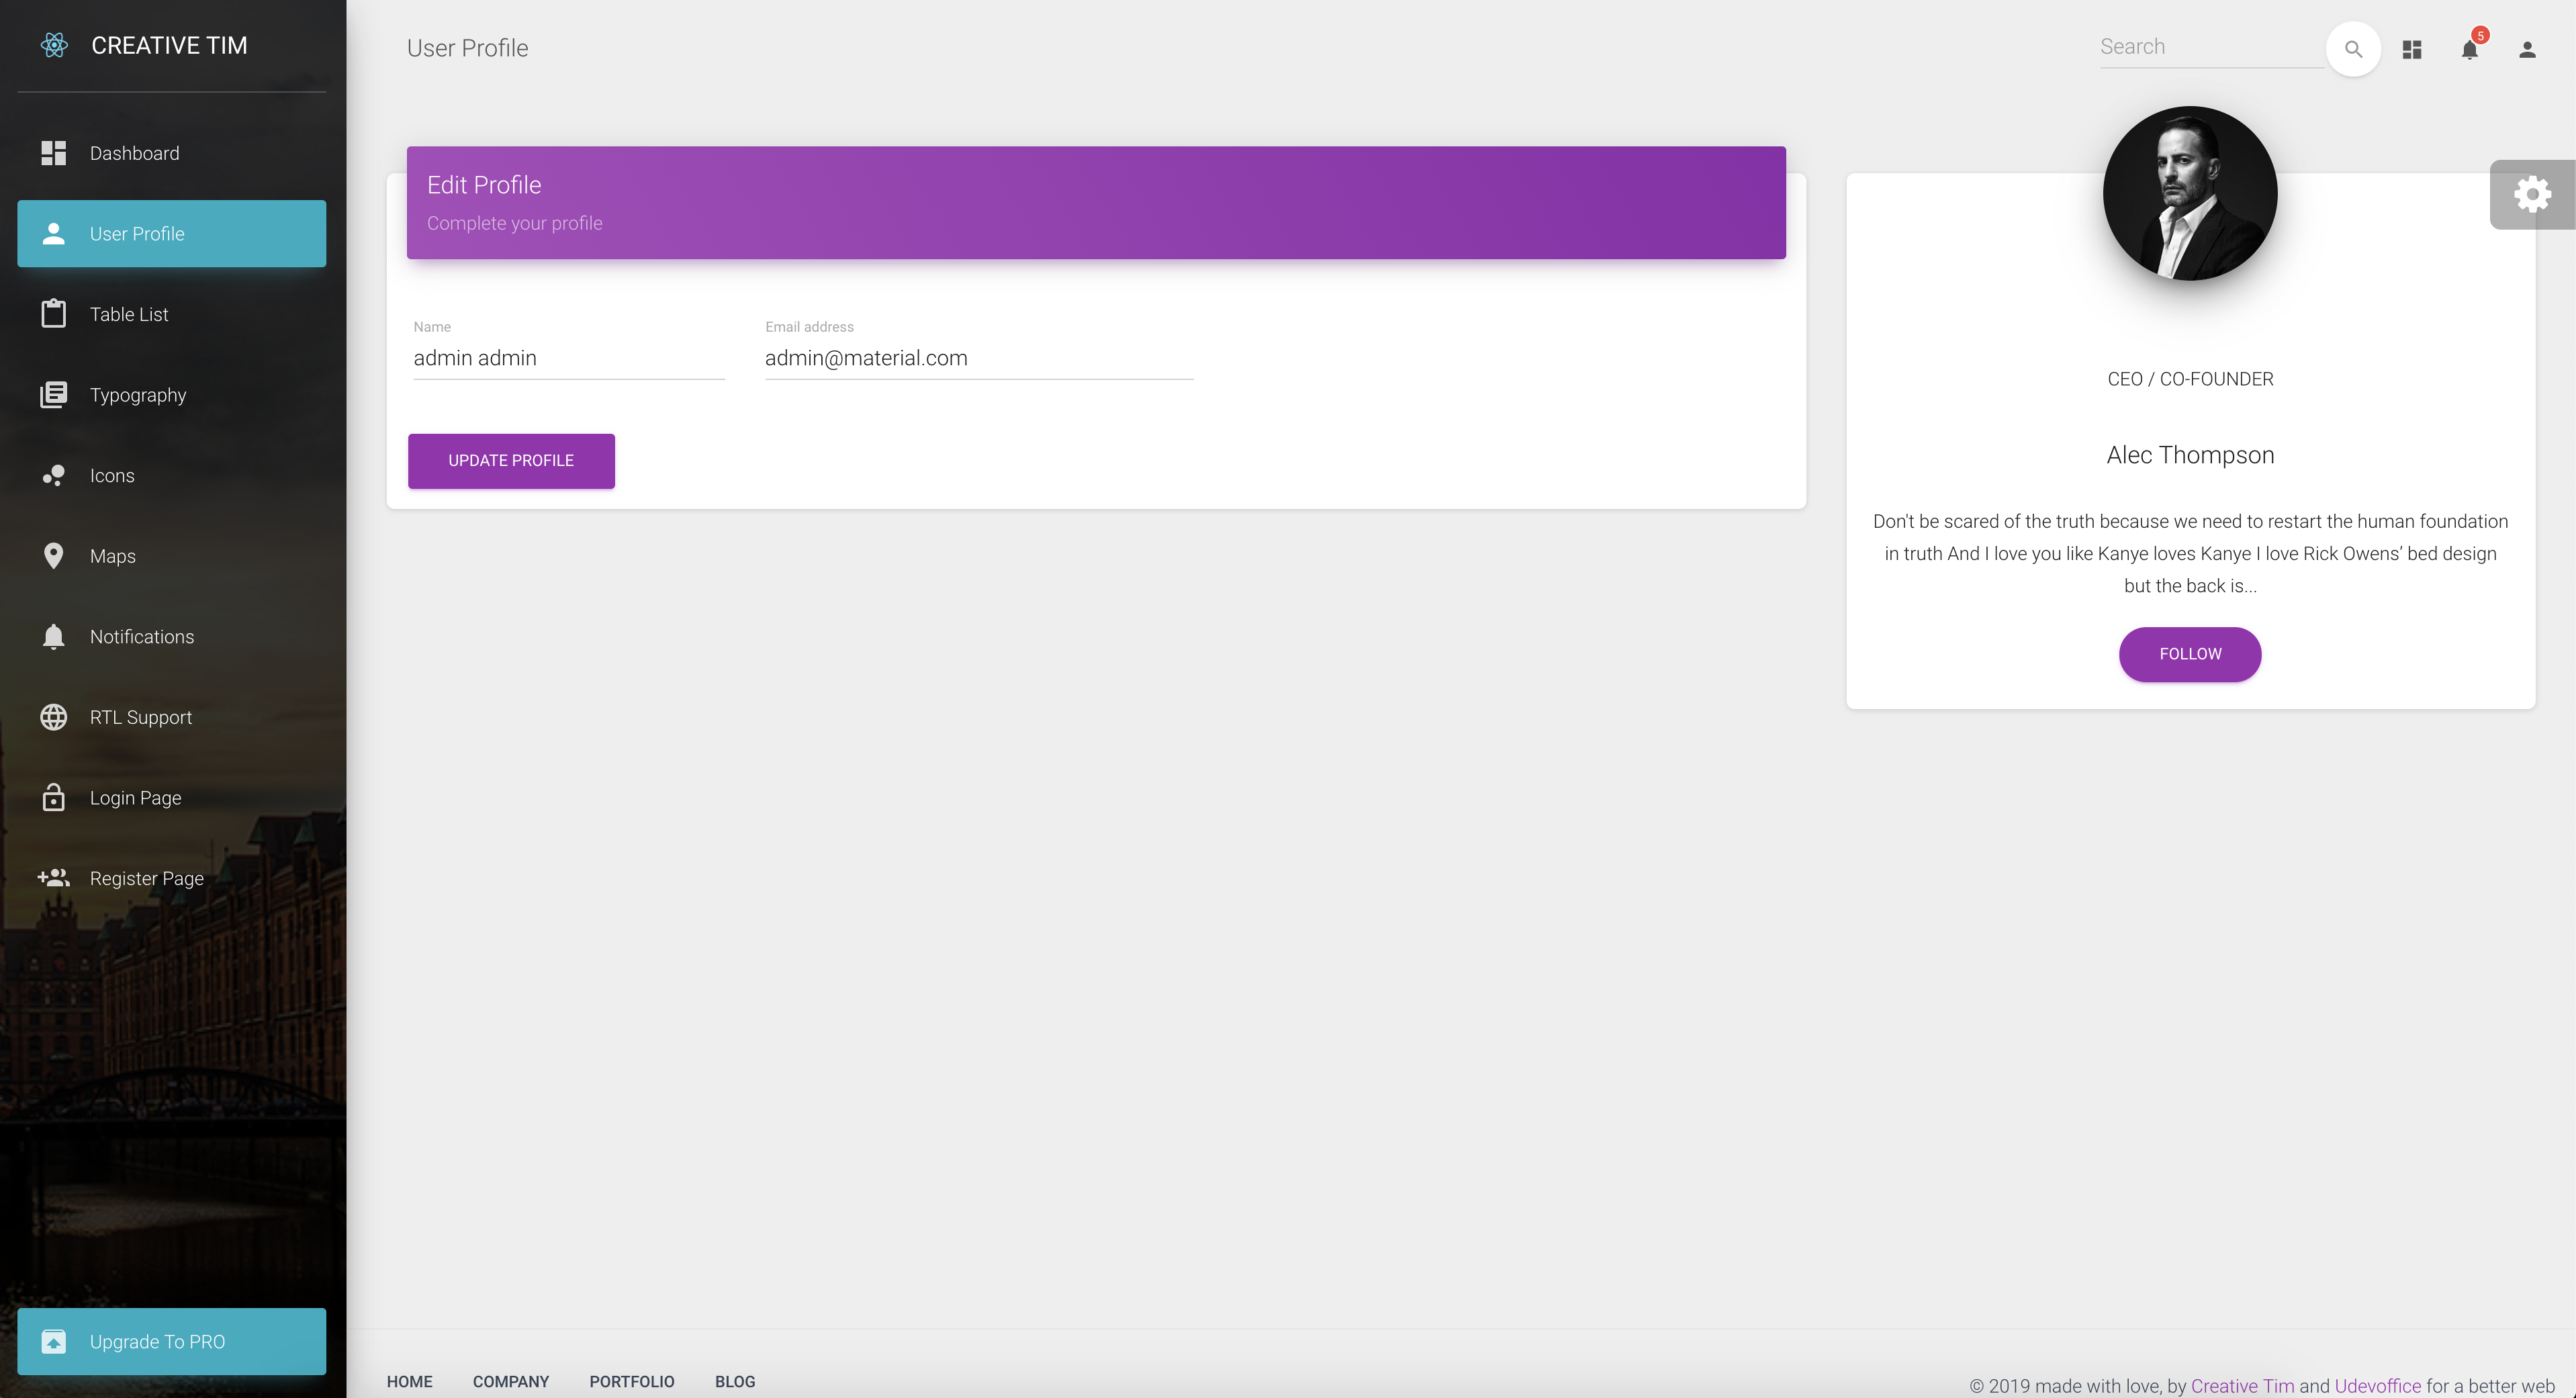 CREATIVE TIM
Dashboard
User Profile
Table List
Typography
Icons
Maps
Notifications
RTL Support
Login Page
Register Page
Upgrade To PRO
User Profile
Search
5
Edit Profile
Complete your profile
Name
Email address
admin admin
admin@material.com
UPDATE PROFILE
CEO / CO-FOUNDER
Alec Thompson
Don't be scared of the truth because we need to restart the human foundation
in truth And I love you like Kanye loves Kanye I love Rick Owens’ bed design
but the back is...
FOLLOW
HOME COMPANY PORTFOLIO BLOG
© 2019 made with love, by Creative Tim and Udevoffice for a better web